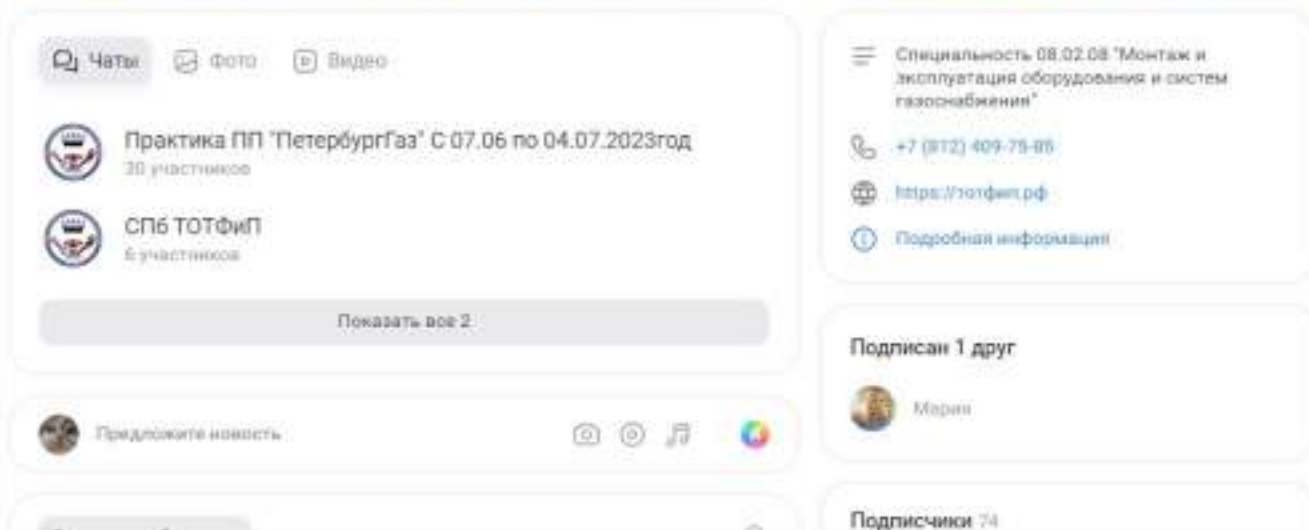 Чаты Фото Видео
Практика ПП "ПетербургГаз" С 07.06 по 04.07.2023год
30 участников
СПб ТОТФиП
6 участников
Показать все 2
Предложите новость
Специальность 08.02.08 "Монтаж и
эксплуатация оборудования и систем
газоснабжения"
+7 (812) 409-75-85
https://тотфип.рф
Подробная информация
Подписан 1 друг
Мария
Подписчики 74